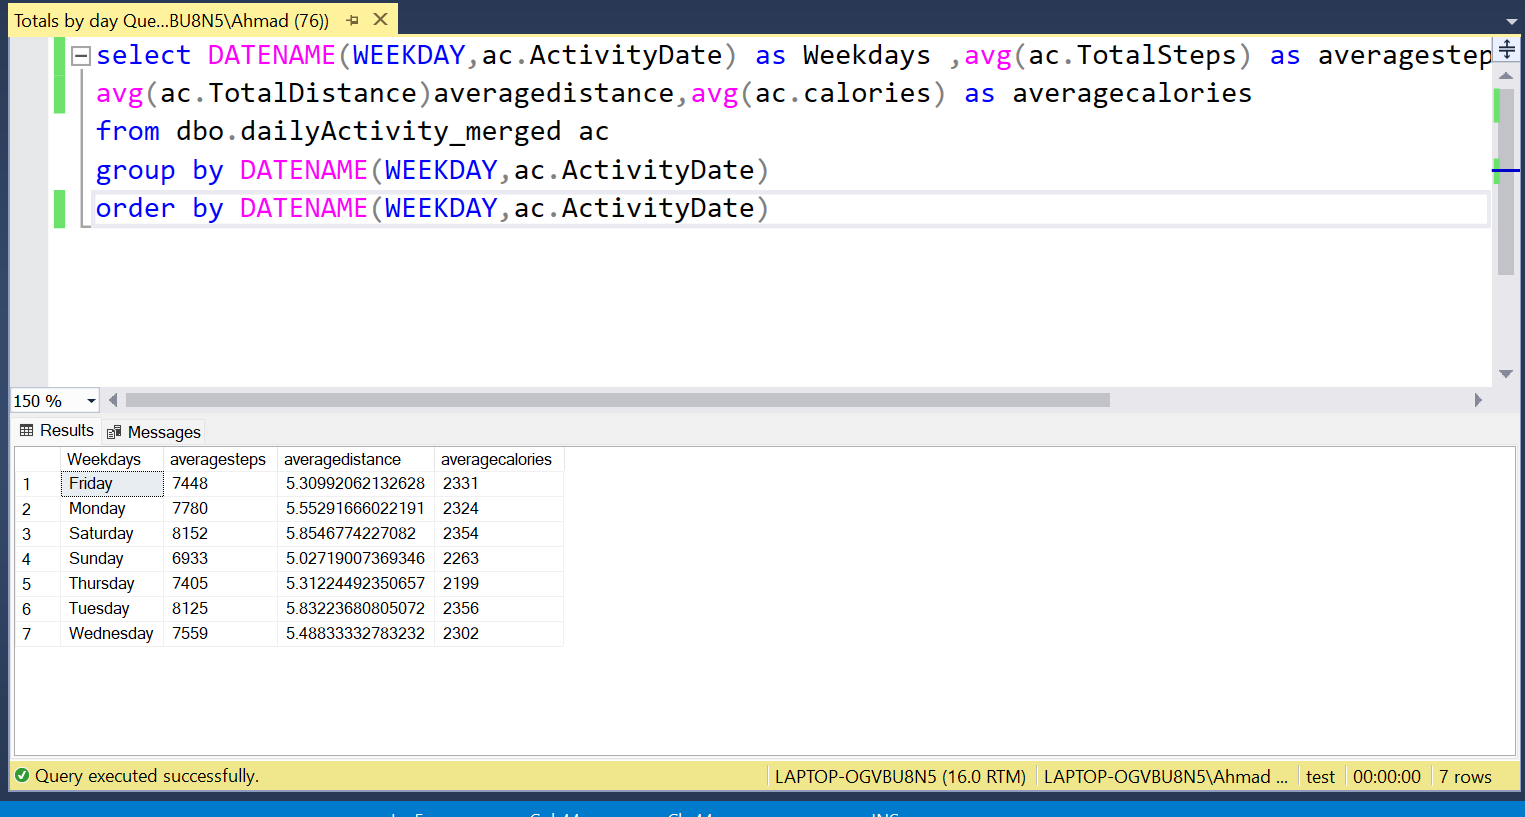 Totals by day Que...BU8N5\Ahmad (76))
select DATENAME(WEEKDAY,ac.ActivityDate) as Weekdays ,avg(ac.TotalSteps) as averagestep
avg(ac.TotalDistance)averagedistance,avg(ac.calories) as averagecalories
from dbo.dailyActivity_merged ac
group by DATENAME(WEEKDAY,ac.ActivityDate)
order by DATENAME(WEEKDAY,ac.ActivityDate)
150 %
Results Messages
Weekdays averagesteps averagedistance averagecalories
1 Friday 7448 5.30992062132628 2331
2 Monday 7780 5.55291666022191 2324
3 Saturday 8152 5.8546774227082 2354
4 Sunday 6933 5.02719007369346 2263
5 Thursday 7405 5.31224492350657 2199
6 Tuesday 8125 5.83223680805072 2356
7 Wednesday 7559 5.48833332783232 2302
Query executed successfully. LAPTOP-OGVBU8N5 (16.0 RTM) LAPTOP-OGVBU8N5\Ahmad ... test 00:00:00 7 rows